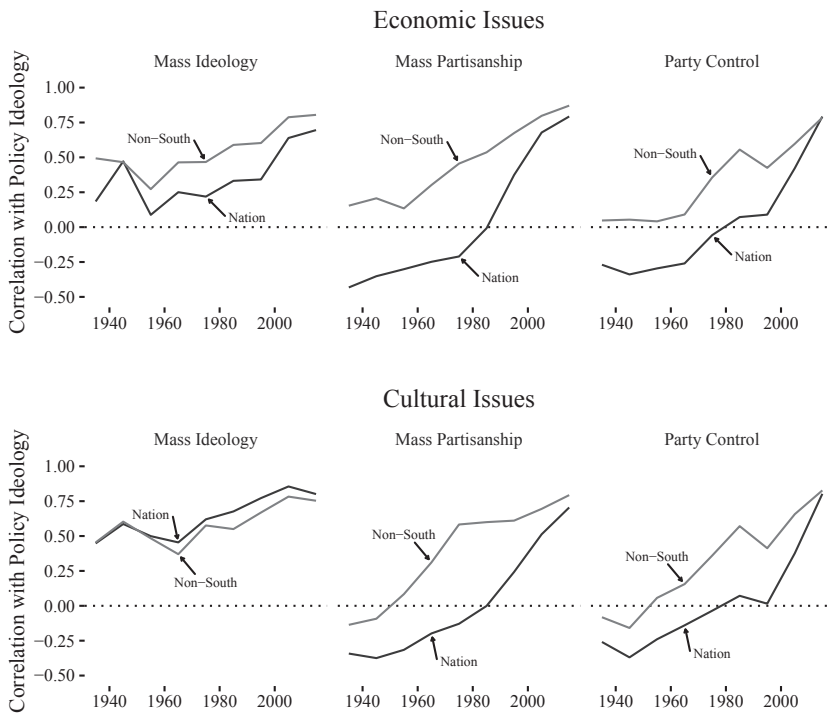 Economic Issues
Mass Ideology Mass Partisanship Party Control
Correlation with Policy Ideology
1.00
0.75
0.50
0.25
0.00
−0.25
−0.50
Non−South
Nation
Non−South
Nation
Non−South
Nation
1940 1960 1980 2000 1940 1960 1980 2000 1940 1960 1980 2000
Cultural Issues
Mass Ideology Mass Partisanship Party Control
Correlation with Policy Ideology
1.00
0.75
0.50
0.25
0.00
−0.25
−0.50
Nation
Non−South
Non−South
Nation
Non−South
Nation
1940 1960 1980 2000 1940 1960 1980 2000 1940 1960 1980 2000